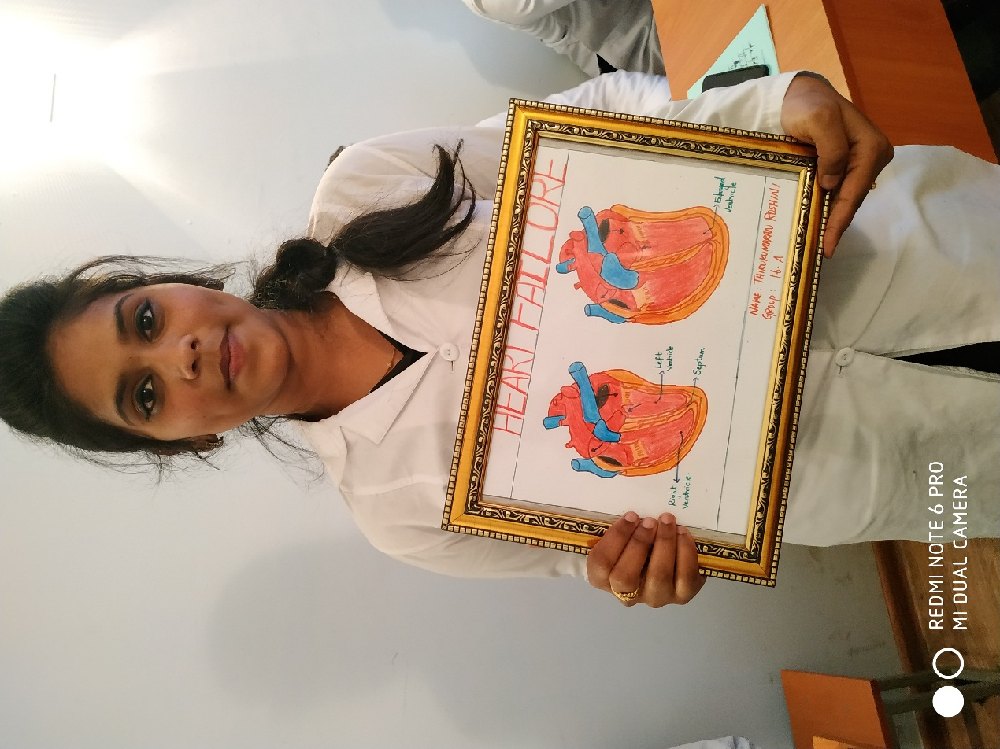 HEART FAILURE
Left
Ventricle
Septum
Right
Ventricle
Enlarged
Ventricle
NAME: THIRUKUMARAN ROSHINI
GROUP: 16. A
REDMI NOTE 6 PRO
MI DUAL CAMERA